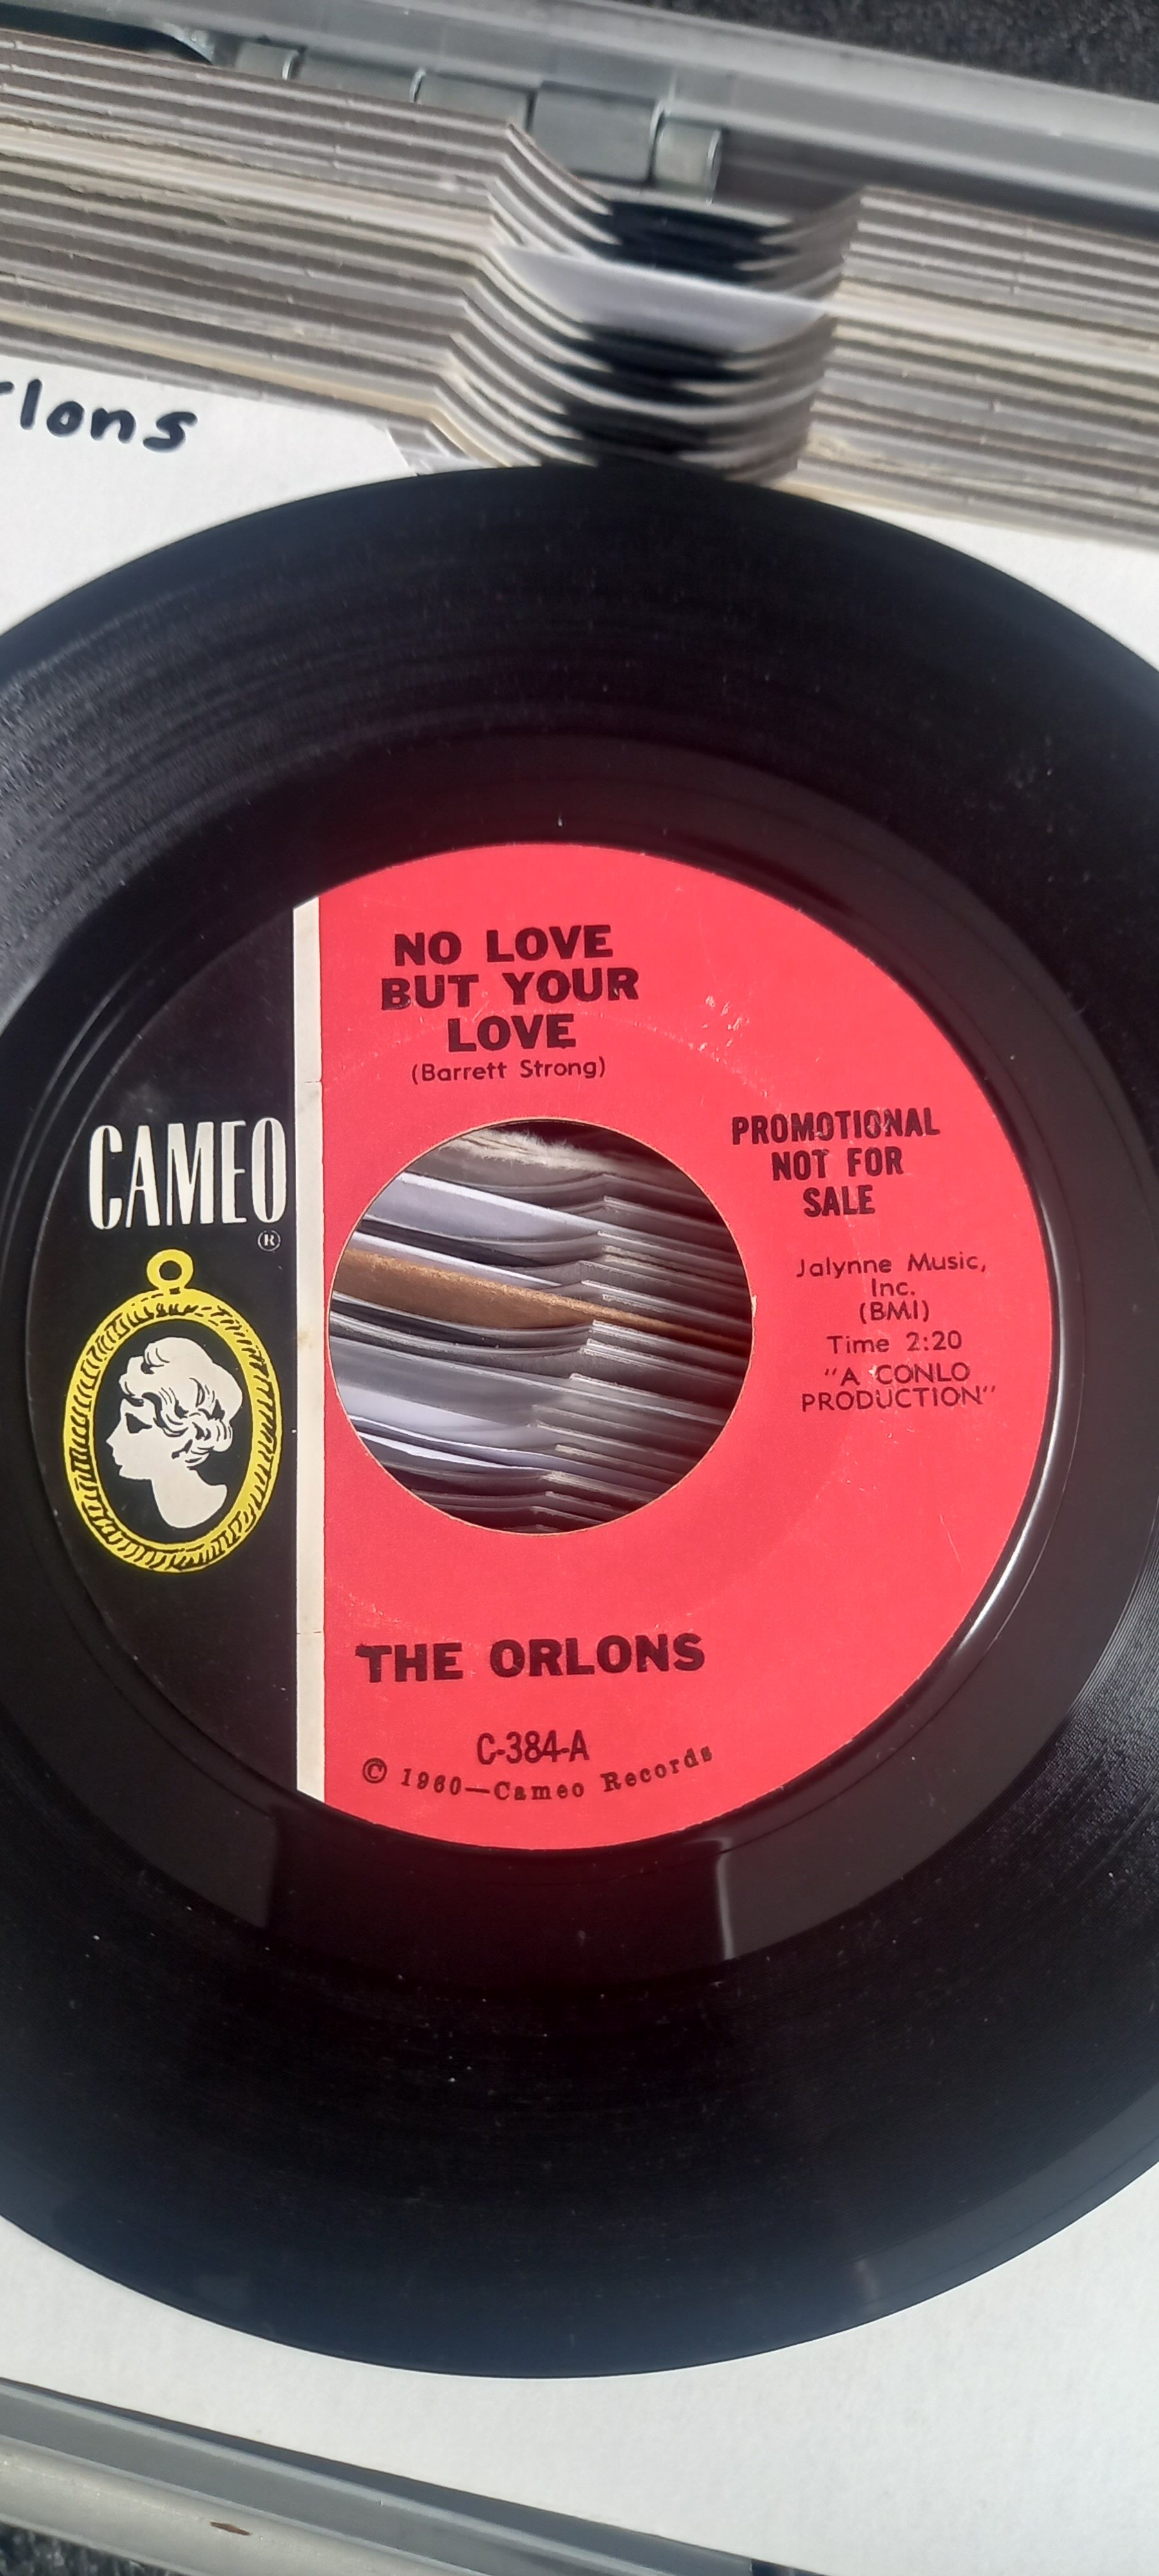 rlons
NO LOVE
BUT YOUR
LOVE
(Barrett Strong)
CAMEO
®
PROMOTIONAL
NOT FOR
SALE
Jalynne Music,
Inc.
(BMI)
Time 2:20
"A CONLO
PRODUCTION"
THE ORLONS
C-384-A
© 1960—Cameo Records